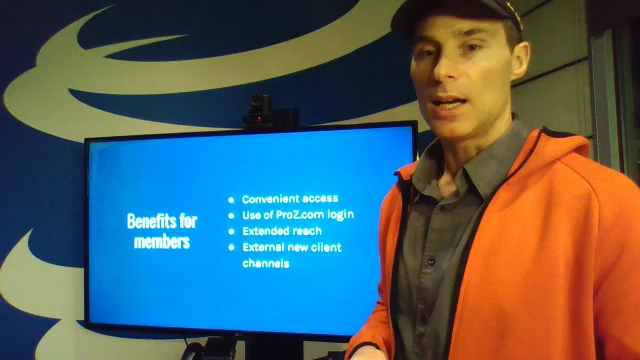 Benefits for
members
Convenient access
Use of ProZ.com login
Extended reach
External new client
channels